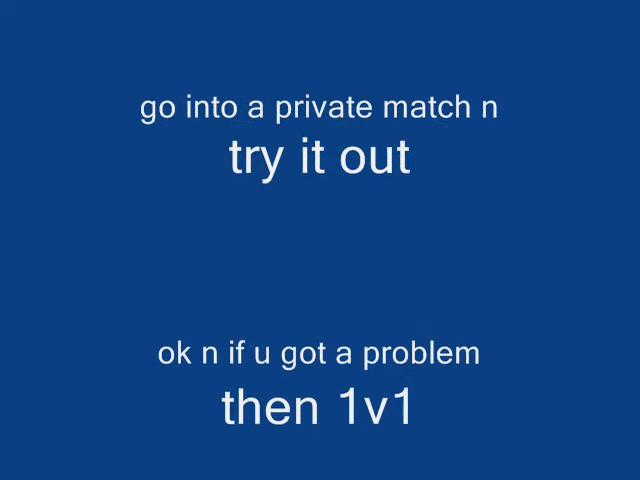 go into a private match n
try it out
ok n if u got a problem
then 1v1